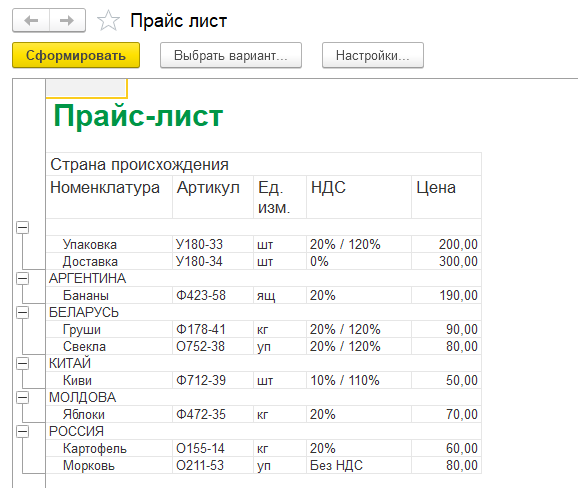 Прайс лист
Сформировать Выбрать вариант... Настройки...
Прайс-лист
Страна происхождения
Номенклатура Артикул Ед. изм. НДС Цена
Упаковка У180-33 шт 20% / 120% 200,00
Доставка У180-34 шт 0% 300,00
АРГЕНТИНА
Бананы Ф423-58 ящ 20% 190,00
БЕЛАРУСЬ
Груши Ф178-41 кг 20% / 120% 90,00
Свекла О752-38 уп 20% / 120% 80,00
КИТАЙ
Киви Ф712-39 шт 10% / 110% 50,00
МОЛДОВА
Яблоки Ф472-35 кг 20% 70,00
РОССИЯ
Картофель О155-14 кг 20% 60,00
Морковь О211-53 уп Без НДС 80,00